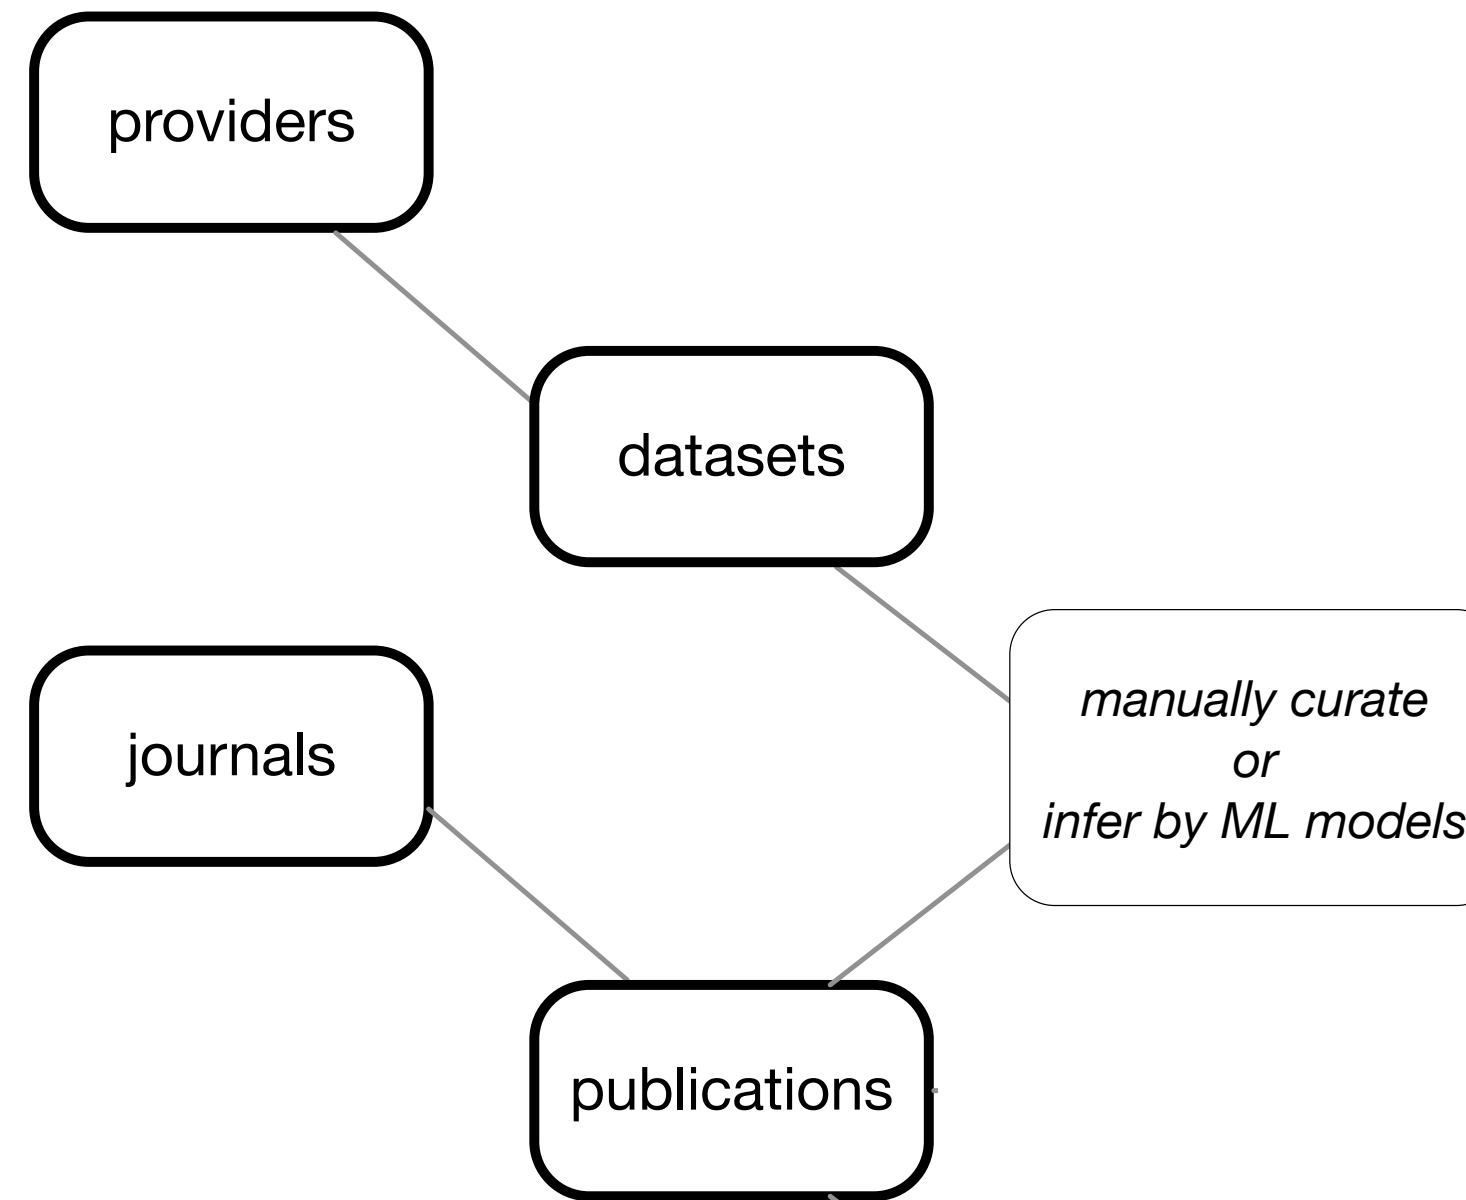 providers
datasets
journals
manually curate
or
infer by ML models
publications